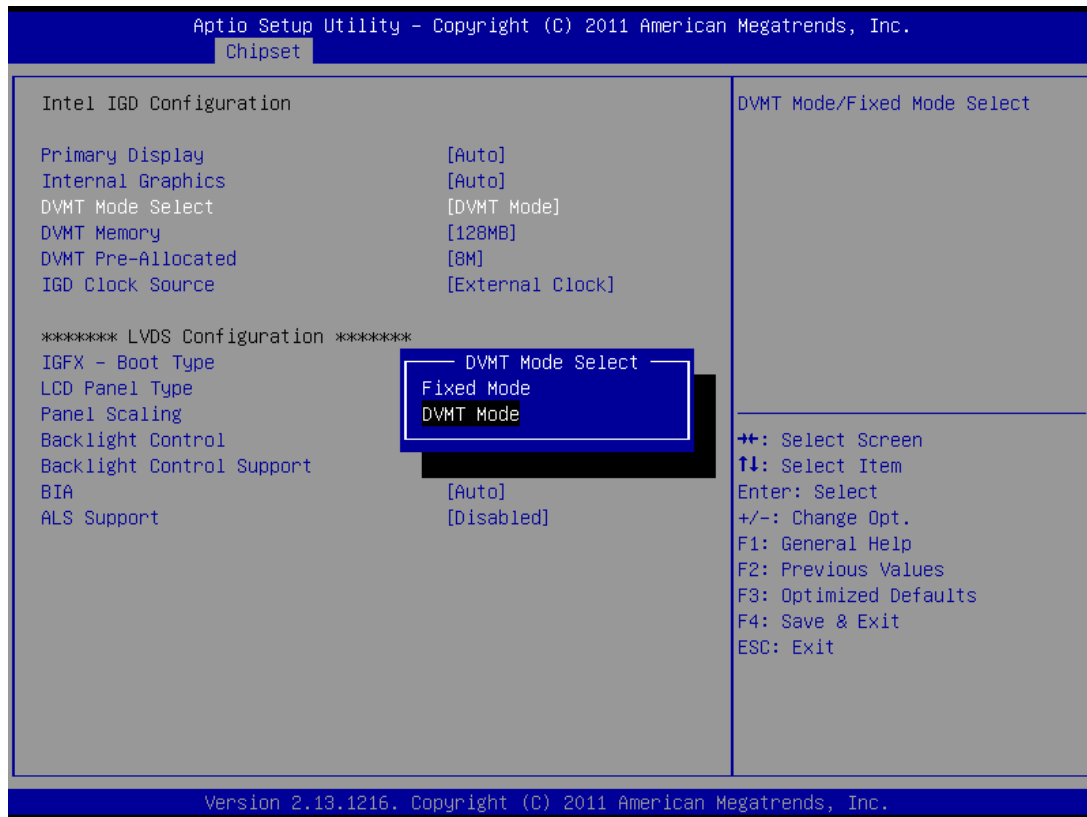 Aptio Setup Utility – Copyright (C) 2011 American Megatrends, Inc.
Chipset
Intel IGD Configuration
Primary Display [Auto]
Internal Graphics [Auto]
DVMT Mode Select [DVMT Mode]
DVMT Memory [128MB]
DVMT Pre-Allocated [8M]
IGD Clock Source [External Clock]
******* LVDS Configuration *******
IGFX – Boot Type
LCD Panel Type
Panel Scaling
Backlight Control
Backlight Control Support
BIA [Auto]
ALS Support [Disabled]
DVMT Mode Select
Fixed Mode
DVMT Mode
DVMT Mode/Fixed Mode Select
→←: Select Screen
↑↓: Select Item
Enter: Select
+/-: Change Opt.
F1: General Help
F2: Previous Values
F3: Optimized Defaults
F4: Save & Exit
ESC: Exit
Version 2.13.1216. Copyright (C) 2011 American Megatrends, Inc.